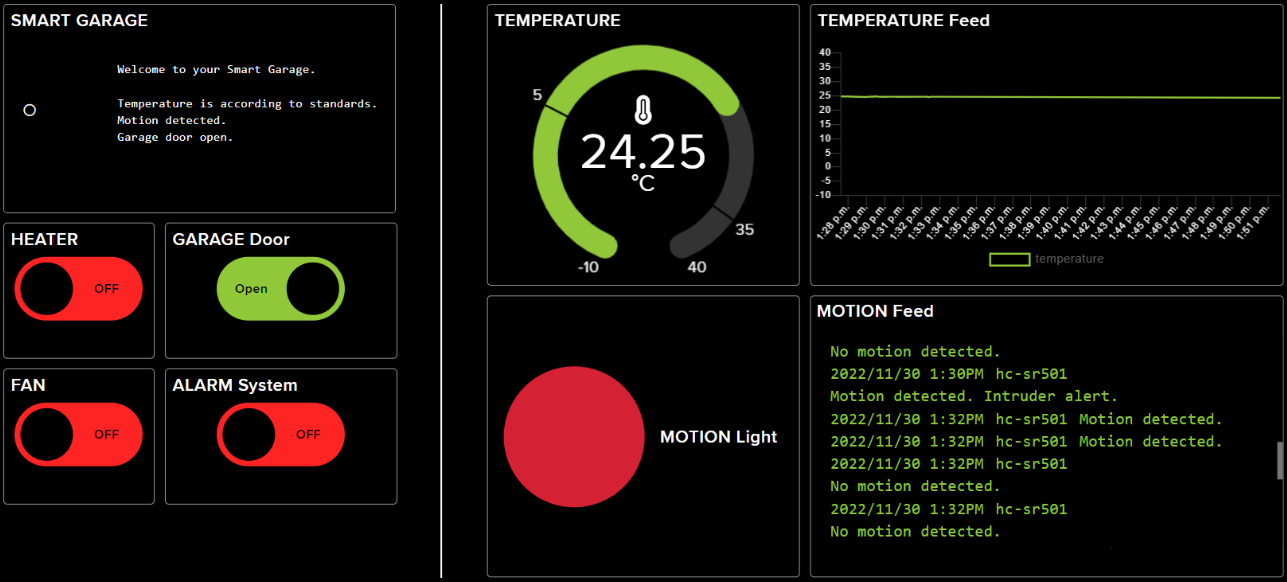 SMART GARAGE
Welcome to your Smart Garage.
Temperature is according to standards.
Motion detected.
Garage door open.
HEATER
OFF
GARAGE Door
Open
FAN
OFF
ALARM System
OFF
TEMPERATURE
5
24.25
°C
35
-10
40
TEMPERATURE Feed
40
35
30
25
20
15
10
5
0
-5
-10
1:28 p.m.
1:29 p.m.
1:30 p.m.
1:31 p.m.
1:32 p.m.
1:33 p.m.
1:34 p.m.
1:35 p.m.
1:36 p.m.
1:37 p.m.
1:38 p.m.
1:39 p.m.
1:40 p.m.
1:41 p.m.
1:42 p.m.
1:43 p.m.
1:44 p.m.
1:45 p.m.
1:46 p.m.
1:47 p.m.
1:48 p.m.
1:49 p.m.
1:50 p.m.
1:51 p.m.
temperature
MOTION Light
MOTION Feed
No motion detected.
2022/11/30 1:30PM hc-sr501
Motion detected. Intruder alert.
2022/11/30 1:32PM hc-sr501 Motion detected.
2022/11/30 1:32PM hc-sr501 Motion detected.
2022/11/30 1:32PM hc-sr501
No motion detected.
2022/11/30 1:32PM hc-sr501
No motion detected.